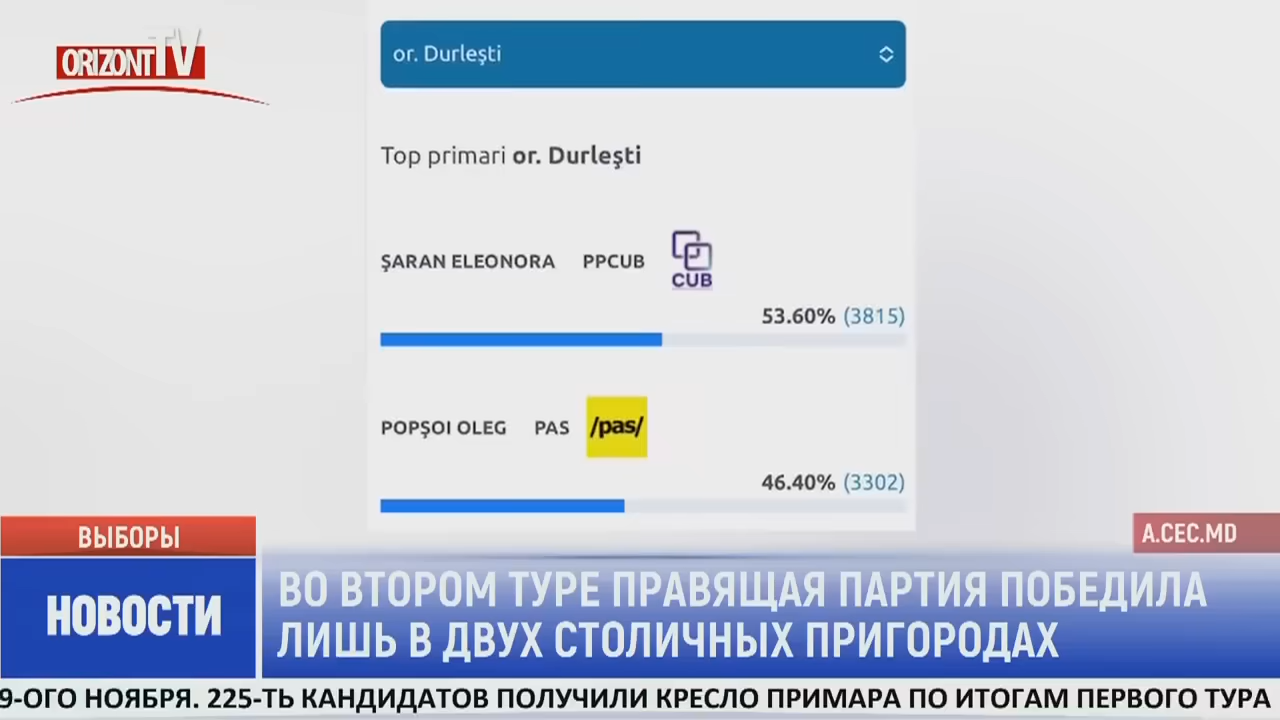 ORIZONTTV
or. Durleşti
Top primari or. Durleşti
ŞARAN ELEONORA PPCUB CUB
53.60% (3815)
POPŞOI OLEG PAS /pas/
46.40% (3302)
ВЫБОРЫ
A.CEC.MD
НОВОСТИ
ВО ВТОРОМ ТУРЕ ПРАВЯЩАЯ ПАРТИЯ ПОБЕДИЛА
ЛИШЬ В ДВУХ СТОЛИЧНЫХ ПРИГОРОДАХ
9-ОГО НОЯБРЯ. 225-ТЬ КАНДИДАТОВ ПОЛУЧИЛИ КРЕСЛО ПРИМАРА ПО ИТОГАМ ПЕРВОГО ТУРА